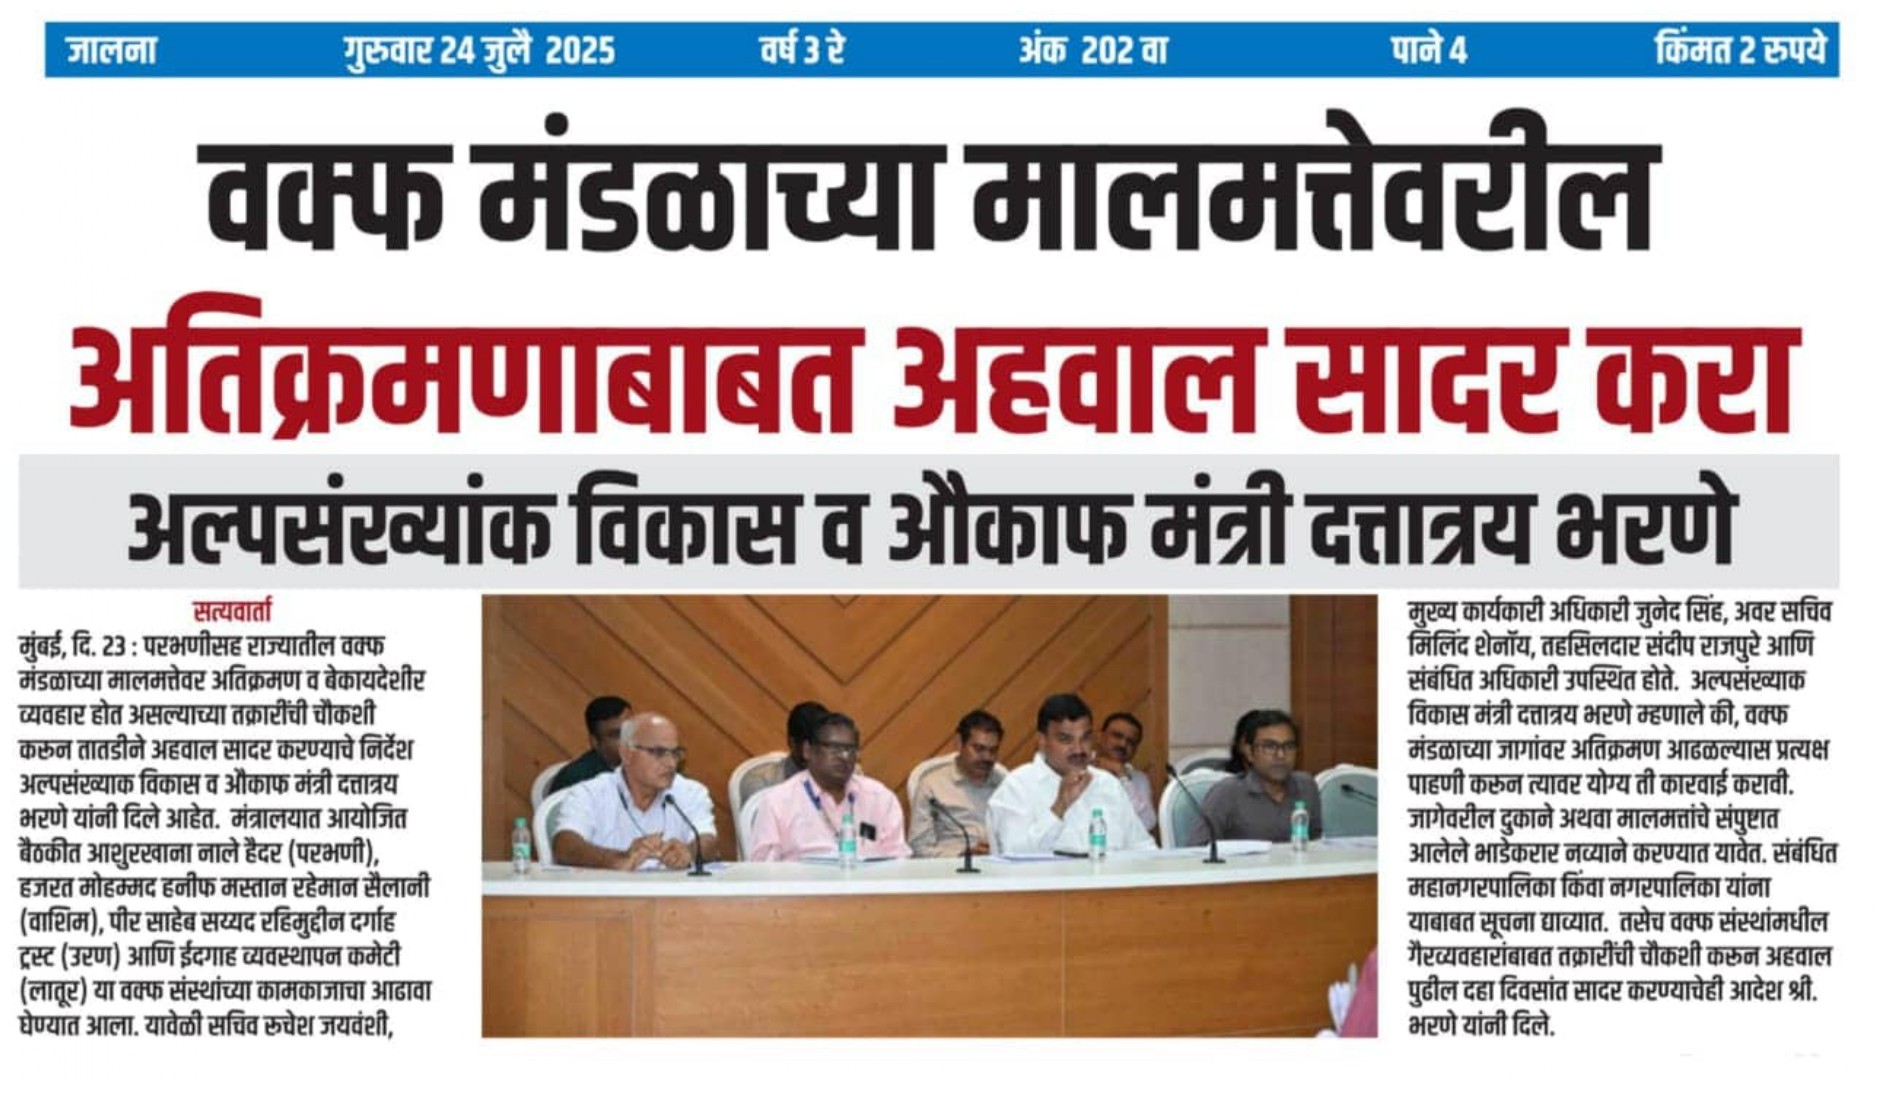 जालना गुरुवार 24 जुलै 2025 वर्ष 3 रे अंक 202 वा पाने 4 किंमत 2 रुपये
वक्फ मंडळाच्या मालमत्तेवरील
अतिक्रमणाबाबत अहवाल सादर करा
अल्पसंख्यांक विकास व औकाफ मंत्री दत्तात्रय भरणे
सत्यवार्ता
मुंबई, दि. 23 : परभणीसह राज्यातील वक्फ
मंडळाच्या मालमत्तेवर अतिक्रमण व बेकायदेशीर
व्यवहार होत असल्याच्या तक्रारींची चौकशी
करून तातडीने अहवाल सादर करण्याचे निर्देश
अल्पसंख्याक विकास व औकाफ मंत्री दत्तात्रय
भरणे यांनी दिले आहेत. मंत्रालयात आयोजित
बैठकीत आशुरखाना नाले हैदर (परभणी),
हजरत मोहम्मद हनीफ मस्तान रहेमान सैलानी
(वाशिम), पीर साहेब सय्यद रहिमुद्दीन दर्गाह
ट्रस्ट (उरण) आणि ईदगाह व्यवस्थापन कमेटी
(लातूर) या वक्फ संस्थांच्या कामकाजाचा आढावा
घेण्यात आला. यावेळी सचिव रुचेश जयवंशी,
मुख्य कार्यकारी अधिकारी जुनेद सिंह, अवर सचिव
मिलिंद शेनॉय, तहसिलदार संदीप राजपुरे आणि
संबंधित अधिकारी उपस्थित होते. अल्पसंख्याक
विकास मंत्री दत्तात्रय भरणे म्हणाले की, वक्फ
मंडळाच्या जागांवर अतिक्रमण आढळल्यास प्रत्यक्ष
पाहणी करून त्यावर योग्य ती कारवाई करावी.
जागेवरील दुकाने अथवा मालमत्तांचे संपुष्टात
आलेले भाडेकरार नव्याने करण्यात यावेत. संबंधित
महानगरपालिका किंवा नगरपालिका यांना
याबाबत सूचना द्याव्यात. तसेच वक्फ संस्थांमधील
गैरव्यवहारांबाबत तक्रारींची चौकशी करून अहवाल
पुढील दहा दिवसांत सादर करण्याचेही आदेश श्री.
भरणे यांनी दिले.